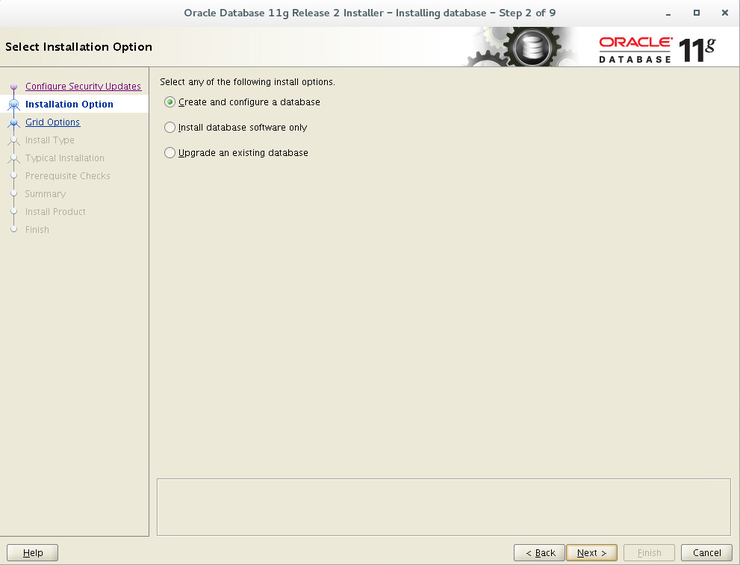 Oracle Database 11g Release 2 Installer - Installing database - Step 2 of 9
Select Installation Option
ORACLE
DATABASE 11g
Configure Security Updates
Installation Option
Grid Options
Install Type
Typical Installation
Prerequisite Checks
Summary
Install Product
Finish
Select any of the following install options.
Create and configure a database
Install database software only
Upgrade an existing database
Help
< Back
Next >
Finish
Cancel